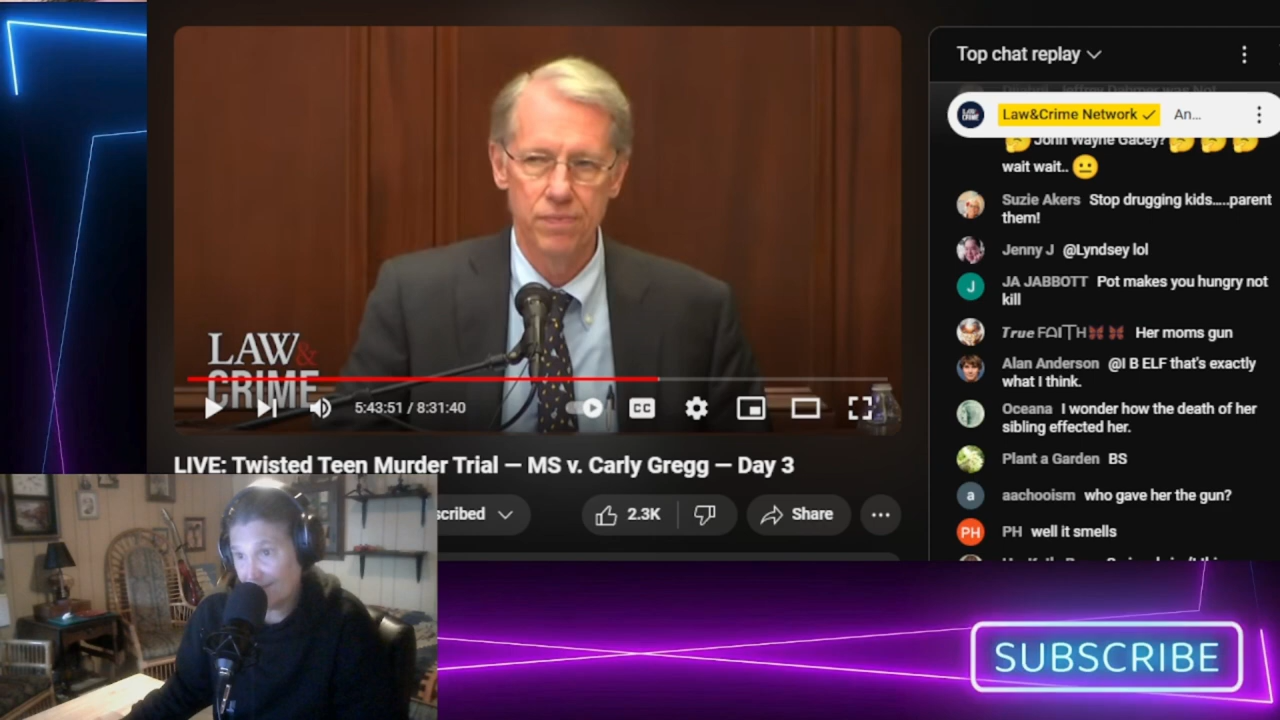 Top chat replay
Law&Crime Network An...
John Wayne Gacey?
wait wait..
Suzie Akers Stop drugging kids.....parent
them!
Jenny J @Lyndsey lol
J
JA JABBOTT Pot makes you hungry not
kill
True FAITH Her moms gun
Alan Anderson @I B ELF that's exactly
what I think.
Oceana I wonder how the death of her
sibling effected her.
Plant a Garden BS
a
aachooism who gave her the gun?
PH
PH well it smells
LAW&
CRIME
5:43:51 / 8:31:40
CC
LIVE: Twisted Teen Murder Trial — MS v. Carly Gregg — Day 3
scribed
2.3K
Share
SUBSCRIBE